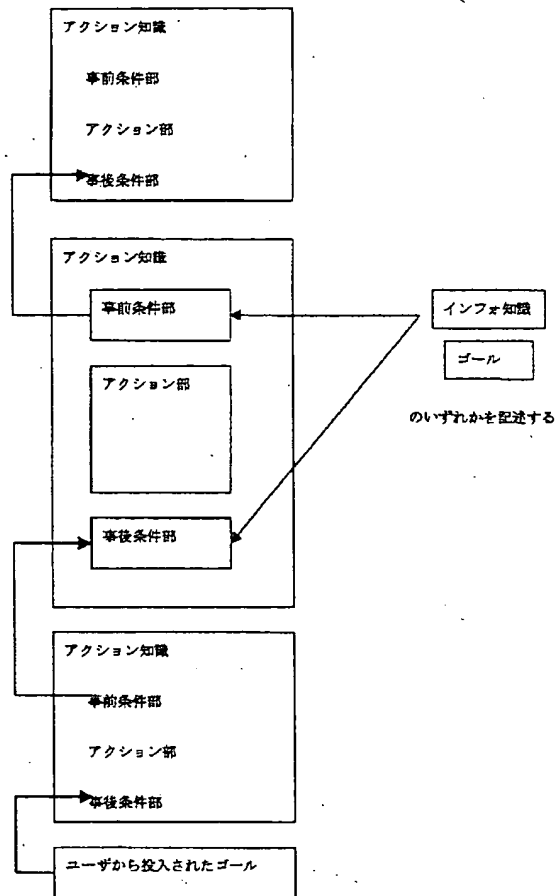 アクション知識
事前条件部
アクション部
事後条件部
アクション知識
事前条件部
アクション部
事後条件部
インフォ知識
ゴール
のいずれかを記述する
アクション知識
事前条件部
アクション部
事後条件部
ユーザから投入されたゴール